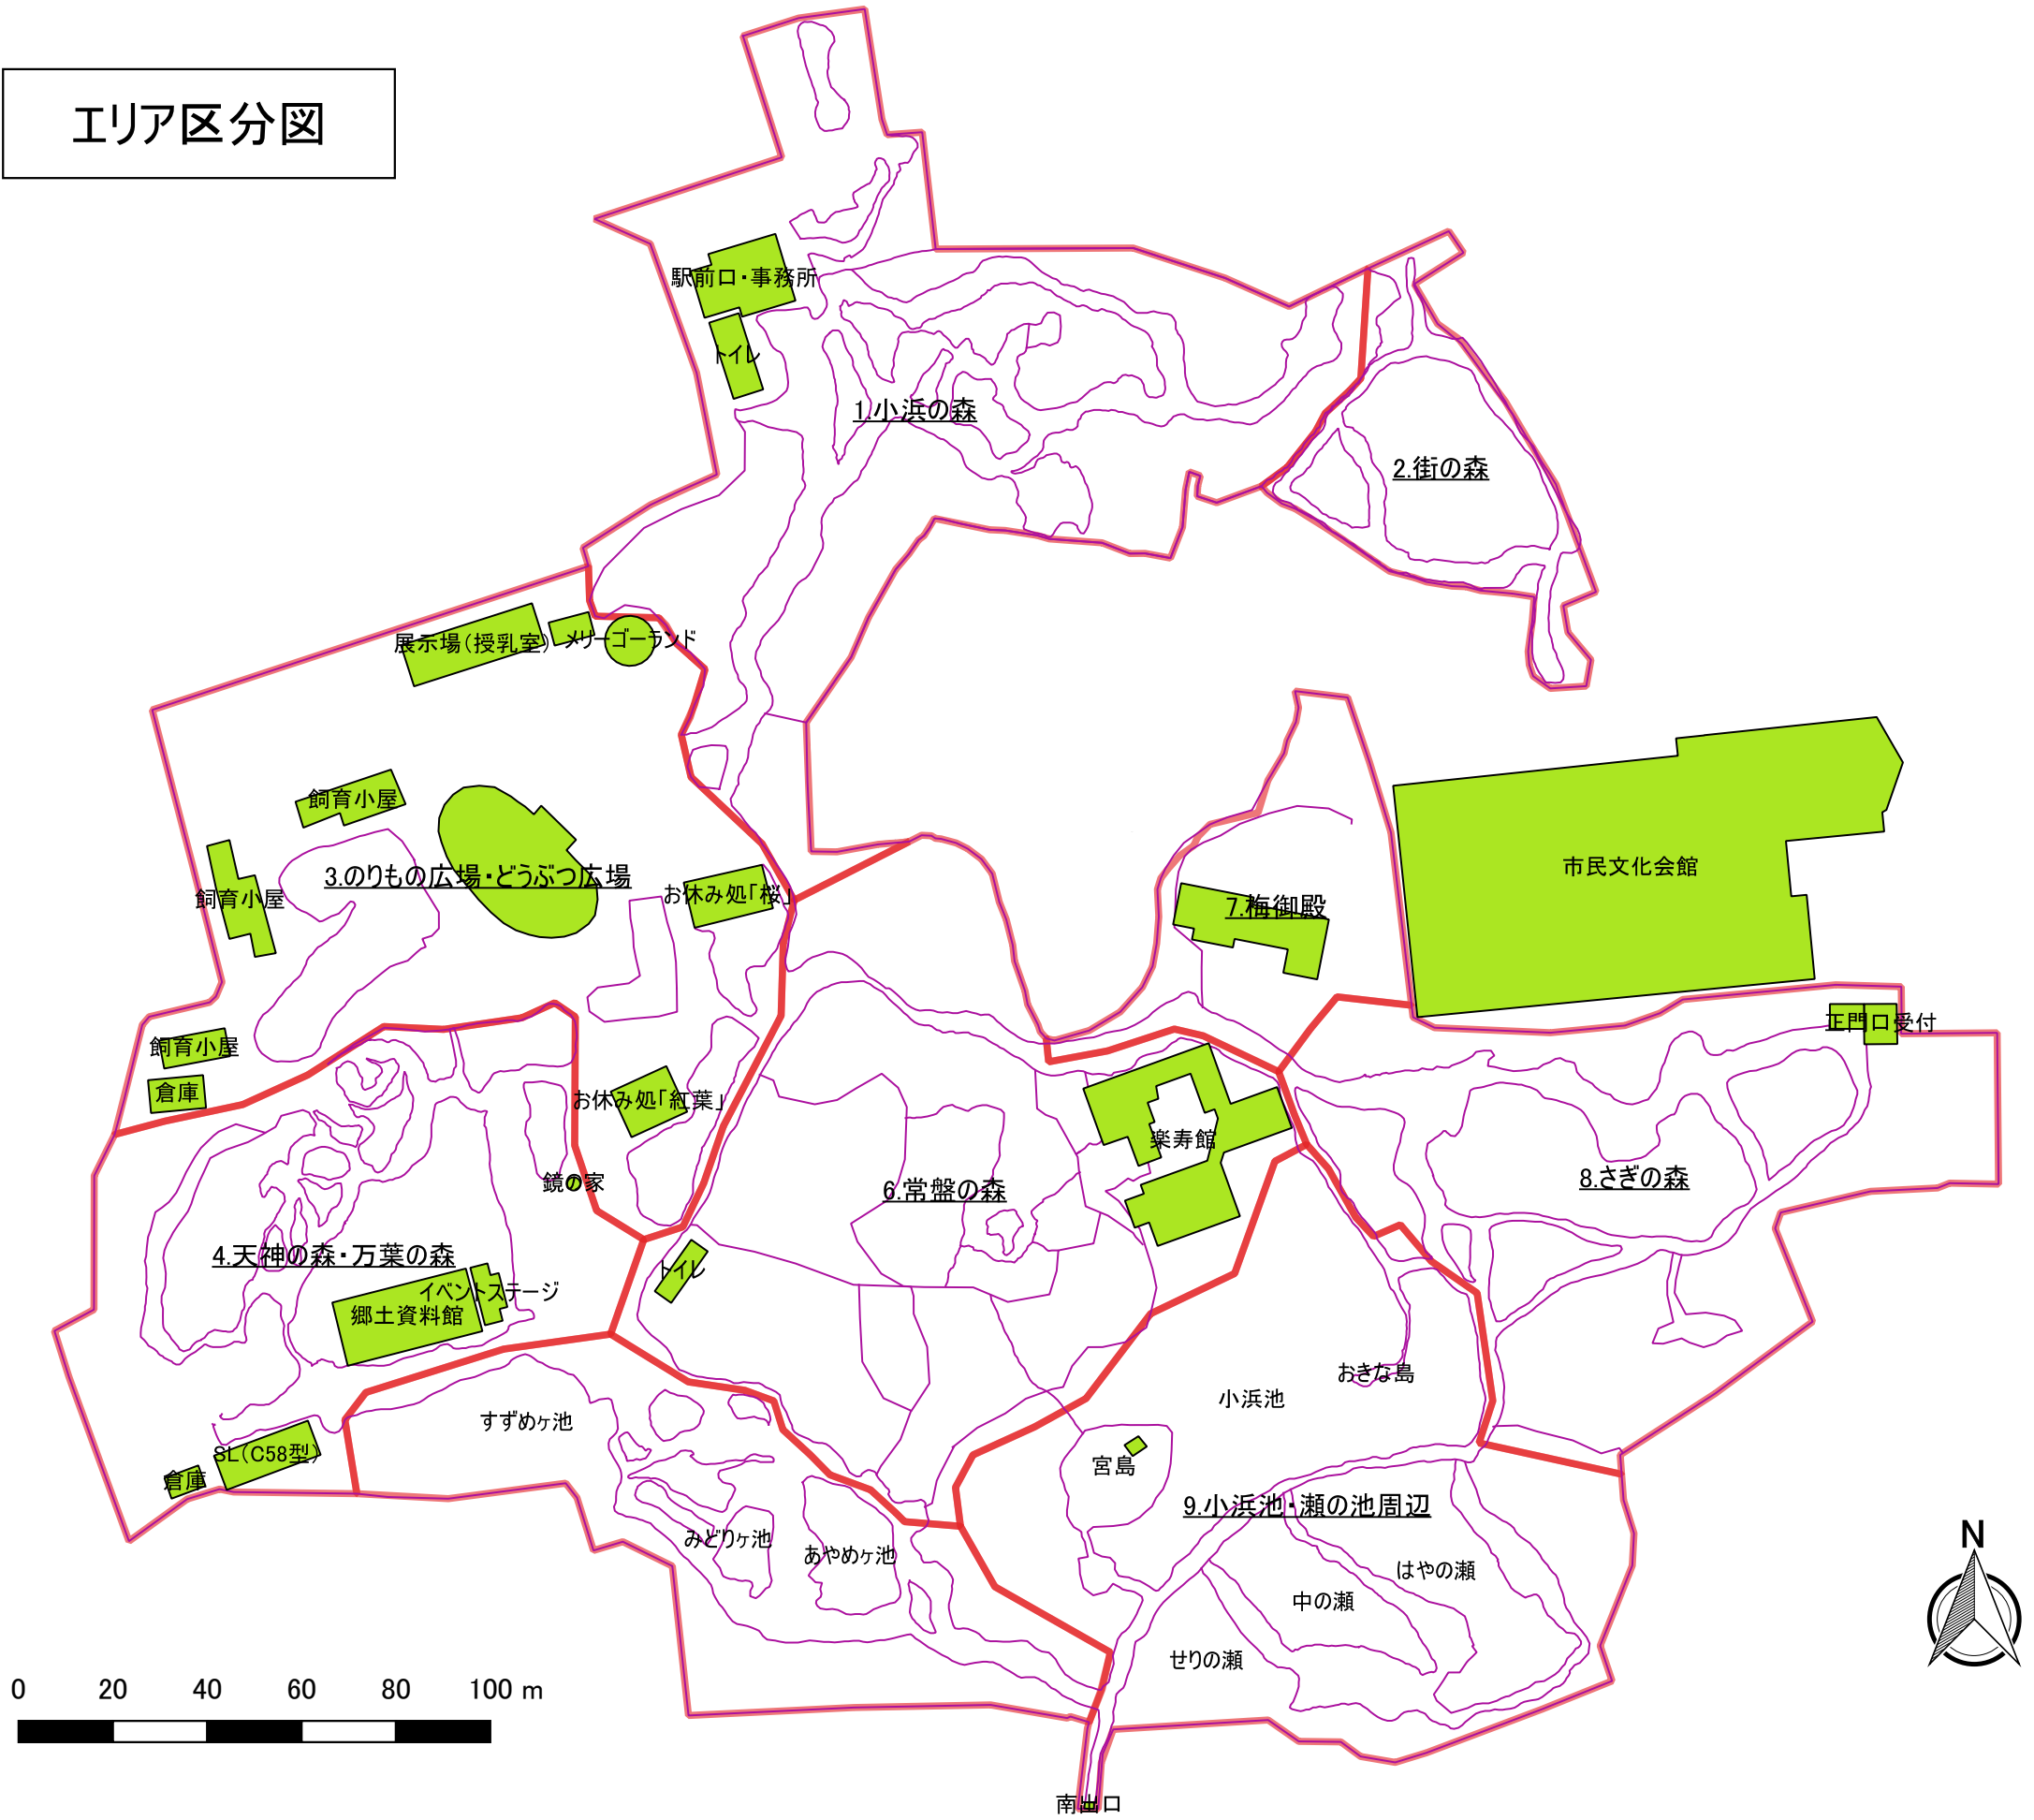 エリア区分図
駅前口・事務所
トイレ
1.小浜の森
2.街の森
展示場（授乳室）
メリーゴーランド
飼育小屋
3.のりもの広場・どうぶつ広場
飼育小屋
お休み処「桜」
市民文化会館
7.梅御殿
正門口受付
飼育小屋
倉庫
お休み処「紅葉」
楽寿館
鏡の家
6.常盤の森
8.さぎの森
4.天神の森・万葉の森
トイレ
イベントステージ
郷土資料館
おきな島
小浜池
すずめヶ池
SL（C58型）
倉庫
宮島
9.小浜池・瀬の池周辺
みどりヶ池
あやめヶ池
はやの瀬
中の瀬
せりの瀬
N
0 20 40 60 80 100 m
南出口